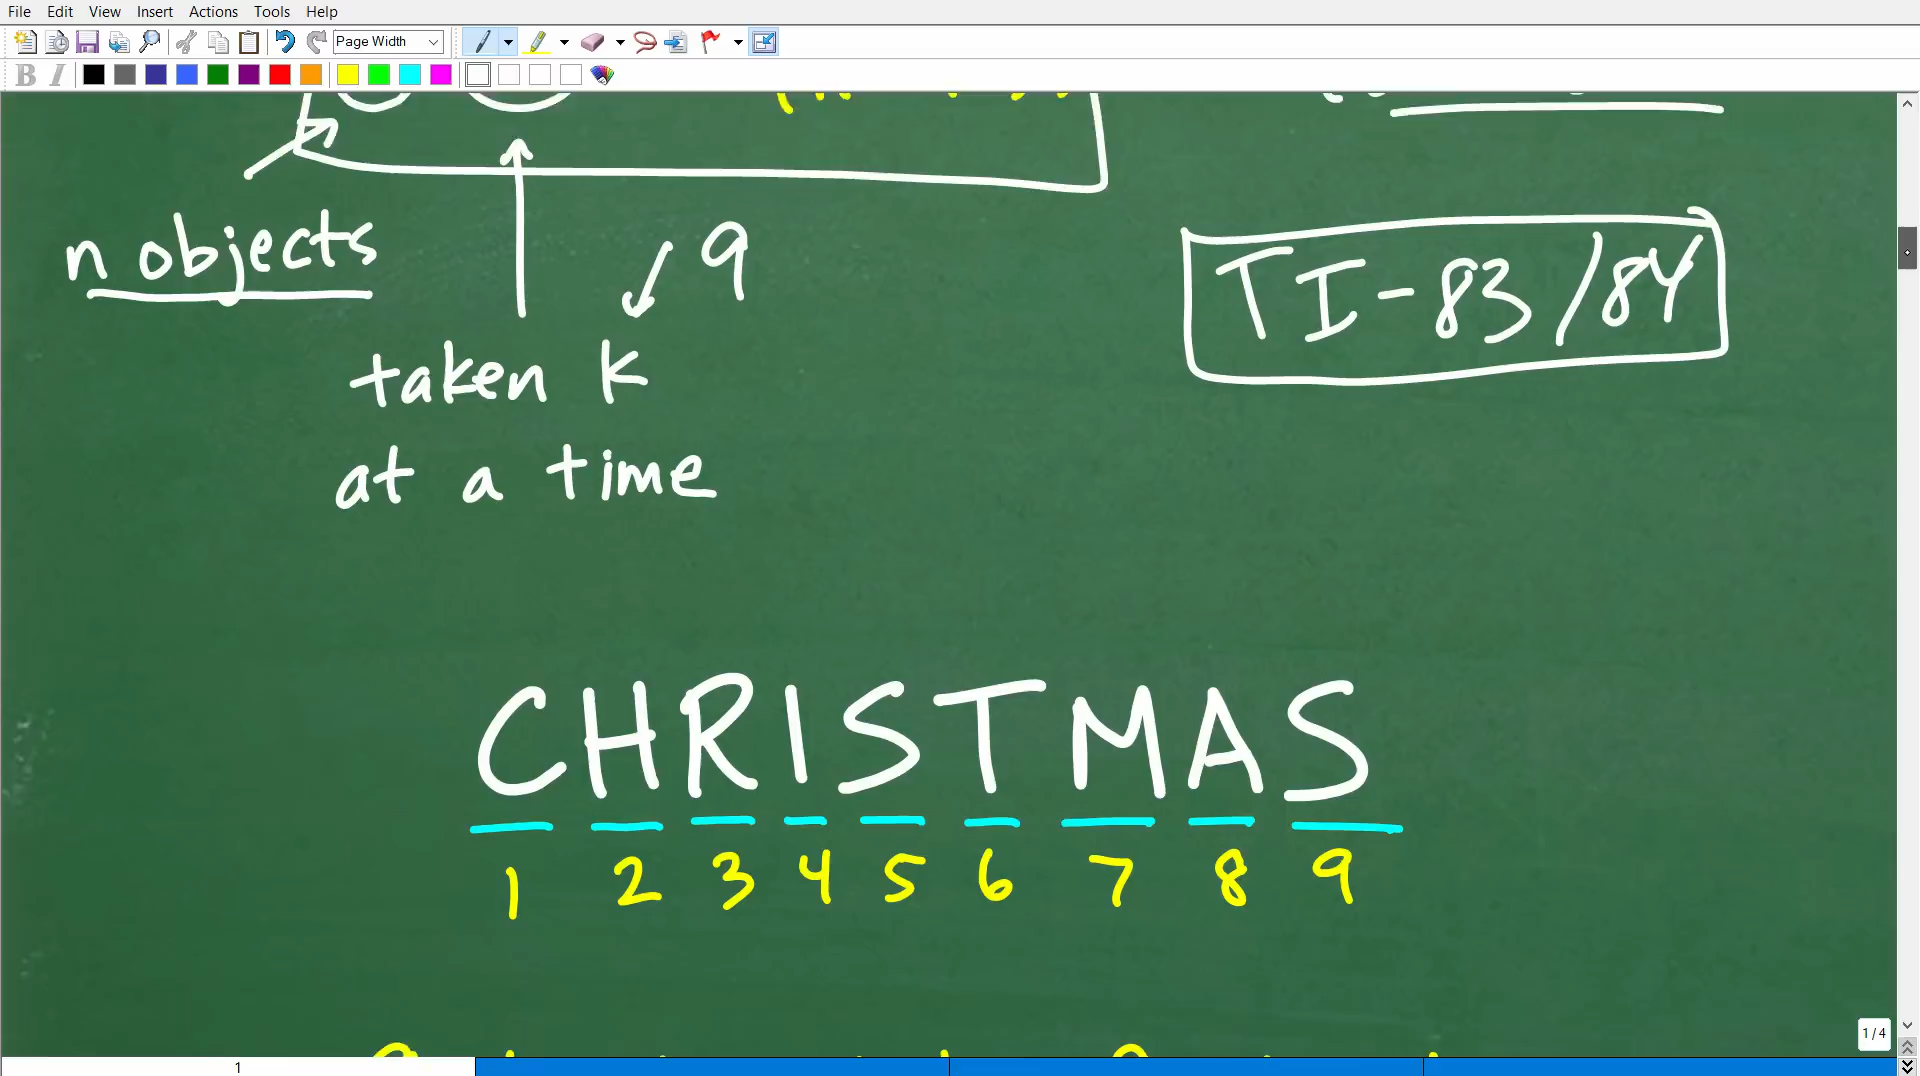 File Edit View Insert Actions Tools Help
Page Width
B I
n objects
9
TI-83/84
taken k
at a time
CHRISTMAS
1 2 3 4 5 6 7 8 9
1/4
1